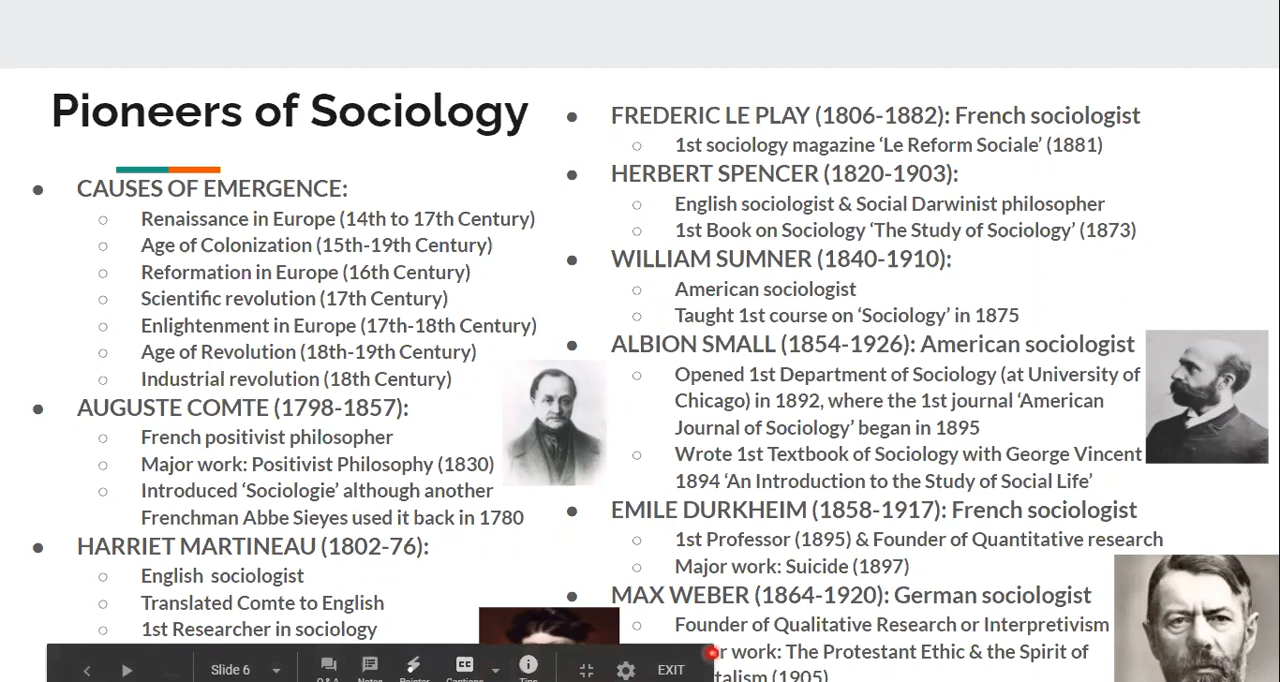 Pioneers of Sociology
CAUSES OF EMERGENCE:
Renaissance in Europe (14th to 17th Century)
Age of Colonization (15th-19th Century)
Reformation in Europe (16th Century)
Scientific revolution (17th Century)
Enlightenment in Europe (17th-18th Century)
Age of Revolution (18th-19th Century)
Industrial revolution (18th Century)
AUGUSTE COMTE (1798-1857):
French positivist philosopher
Major work: Positivist Philosophy (1830)
Introduced ‘Sociologie’ although another
Frenchman Abbe Sieyes used it back in 1780
HARRIET MARTINEAU (1802-76):
English sociologist
Translated Comte to English
1st Researcher in sociology
FREDERIC LE PLAY (1806-1882): French sociologist
1st sociology magazine ‘Le Reform Sociale’ (1881)
HERBERT SPENCER (1820-1903):
English sociologist & Social Darwinist philosopher
1st Book on Sociology ‘The Study of Sociology’ (1873)
WILLIAM SUMNER (1840-1910):
American sociologist
Taught 1st course on ‘Sociology’ in 1875
ALBION SMALL (1854-1926): American sociologist
Opened 1st Department of Sociology (at University of
Chicago) in 1892, where the 1st journal ‘American
Journal of Sociology’ began in 1895
Wrote 1st Textbook of Sociology with George Vincent
1894 ‘An Introduction to the Study of Social Life’
EMILE DURKHEIM (1858-1917): French sociologist
1st Professor (1895) & Founder of Quantitative research
Major work: Suicide (1897)
MAX WEBER (1864-1920): German sociologist
Founder of Qualitative Research or Interpretivism
work: The Protestant Ethic & the Spirit of
(1905)
Slide 6
Q & A
Notes
Pointer
Captions
Tips
EXIT